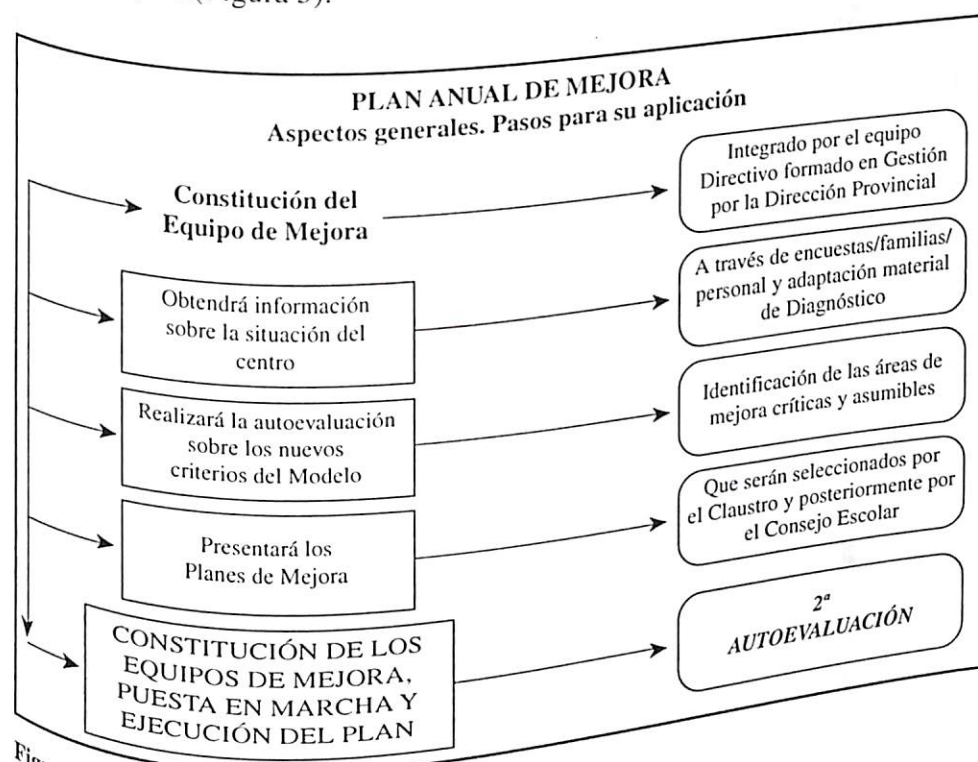 (Figura 3).
PLAN ANUAL DE MEJORA
Aspectos generales. Pasos para su aplicación
Constitución del
Equipo de Mejora
Integrado por el equipo
Directivo formado en Gestión
por la Dirección Provincial
Obtendrá información
sobre la situación del
centro
A través de encuestas/familias/
personal y adaptación material
de Diagnóstico
Realizará la autoevaluación
sobre los nuevos
criterios del Modelo
Identificación de las áreas de
mejora críticas y asumibles
Presentará los
Planes de Mejora
Que serán seleccionados por
el Claustro y posteriormente por
el Consejo Escolar
CONSTITUCIÓN DE LOS
EQUIPOS DE MEJORA,
PUESTA EN MARCHA Y
EJECUCIÓN DEL PLAN
2ª
AUTOEVALUACIÓN